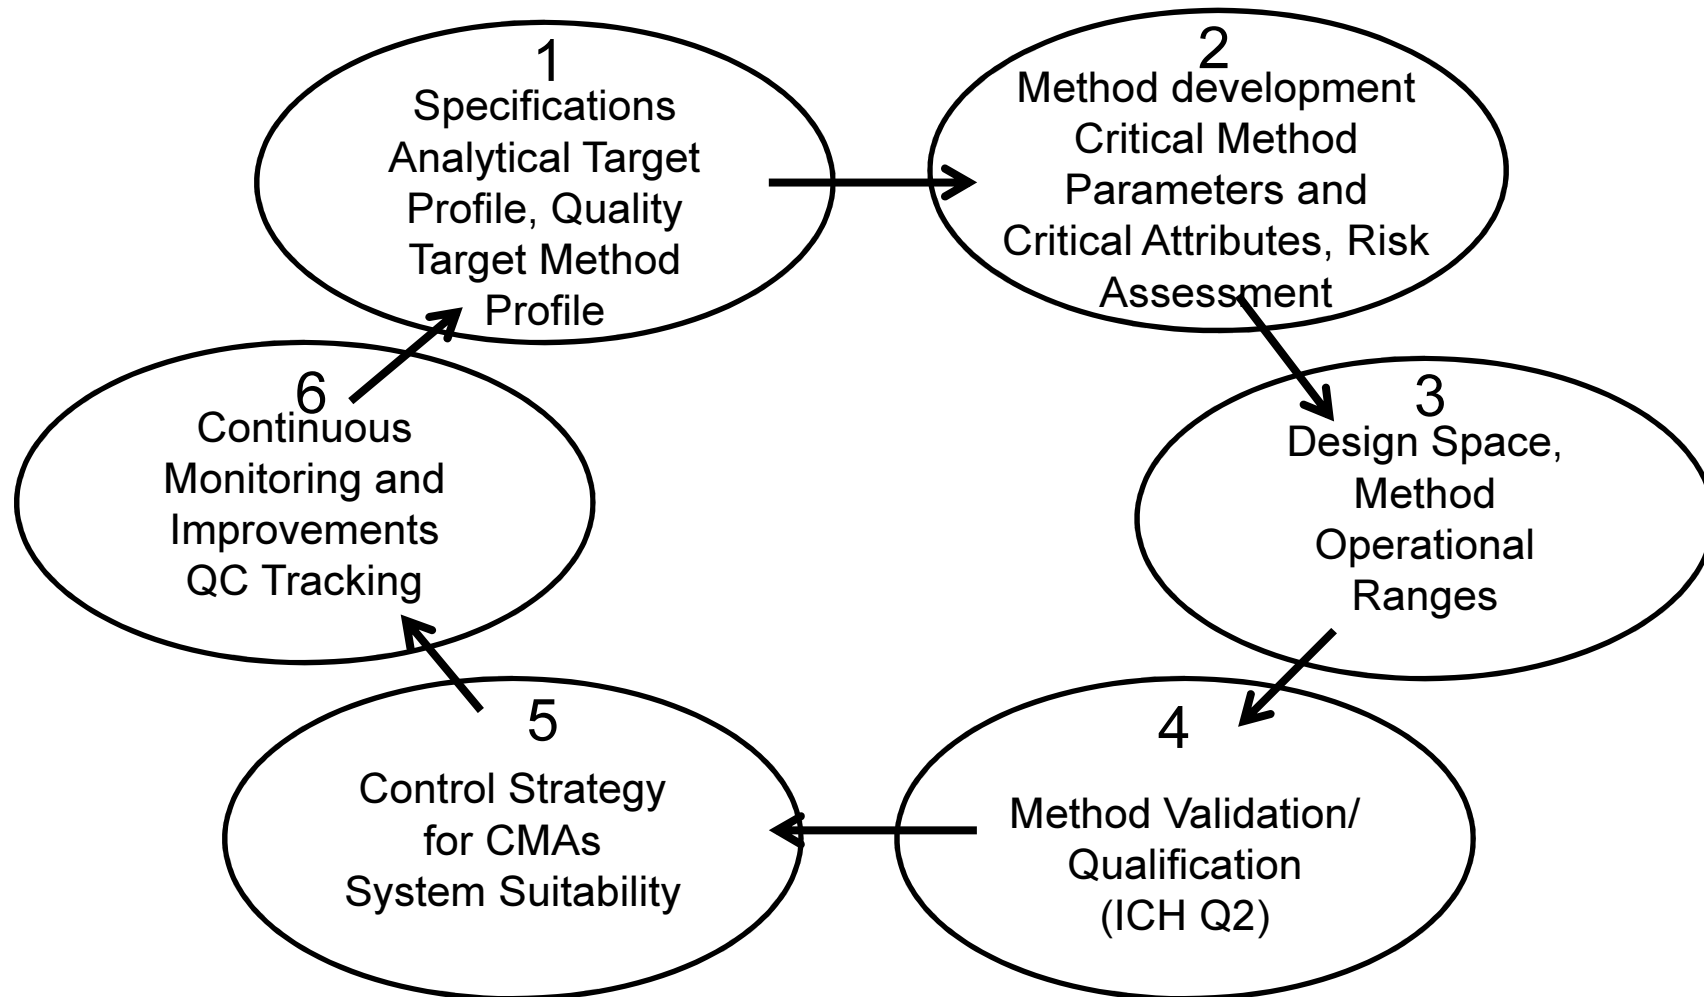 1
Specifications
Analytical Target
Profile, Quality
Target Method
Profile
2
Method development
Critical Method
Parameters and
Critical Attributes, Risk
Assessment
3
Design Space,
Method
Operational
Ranges
4
Method Validation/
Qualification
(ICH Q2)
5
Control Strategy
for CMAs
System Suitability
6
Continuous
Monitoring and
Improvements
QC Tracking